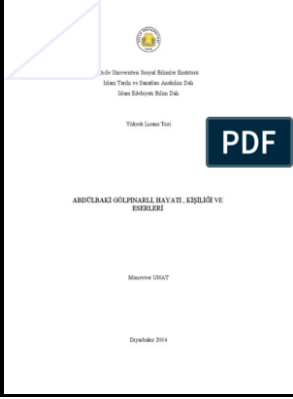 Dicle Üniversitesi Sosyal Bilimler Enstitüsü
İslam Tarihi ve Sanatları Anabilim Dalı
İslam Edebiyatı Bilim Dalı
Yüksek Lisans Tezi
PDF
ABDÜLBAKİ GÖLPINARLI, HAYATI , KİŞİLİĞİ VE
ESERLERİ
Münevver UNAT
Diyarbakır 2014